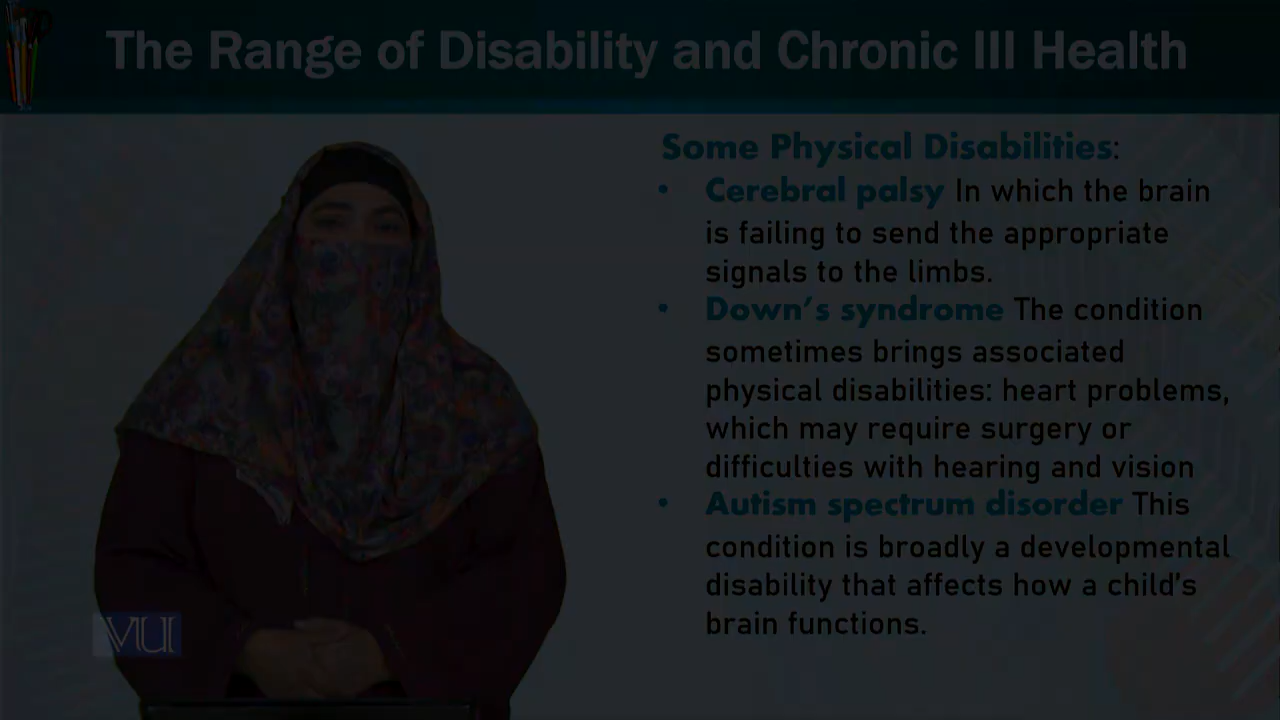 The Range of Disability and Chronic Ill Health
Some Physical Disabilities:
• Cerebral palsy In which the brain
is failing to send the appropriate
signals to the limbs.
• Down's syndrome The condition
sometimes brings associated
physical disabilities: heart problems,
which may require surgery or
difficulties with hearing and vision
• Autism spectrum disorder This
condition is broadly a developmental
disability that affects how a child's
brain functions.
VU